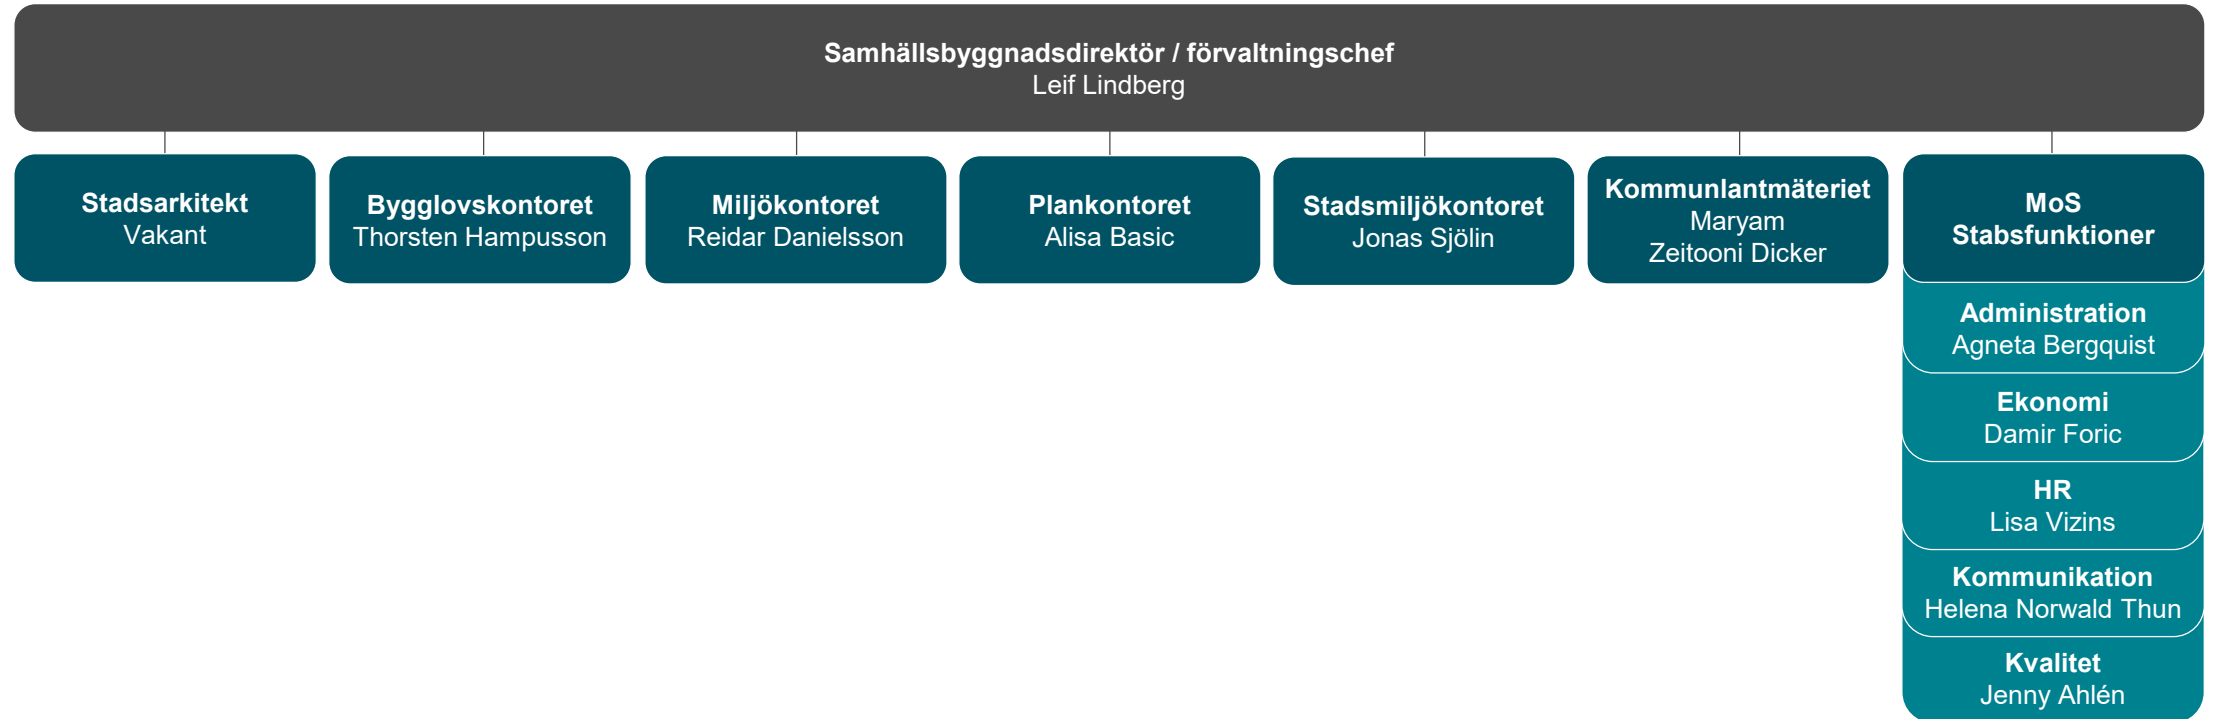 Samhällsbyggnadsdirektör / förvaltningschef
Leif Lindberg
Stadsarkitekt
Vakant
Bygglovskontoret
Thorsten Hampusson
Miljökontoret
Reidar Danielsson
Plankontoret
Alisa Basic
Stadsmiljökontoret
Jonas Sjölin
Kommunlantmäteriet
Maryam
Zeitooni Dicker
MoS
Stabsfunktioner
Administration
Agneta Bergquist
Ekonomi
Damir Foric
HR
Lisa Vizins
Kommunikation
Helena Norwald Thun
Kvalitet
Jenny Ahlén